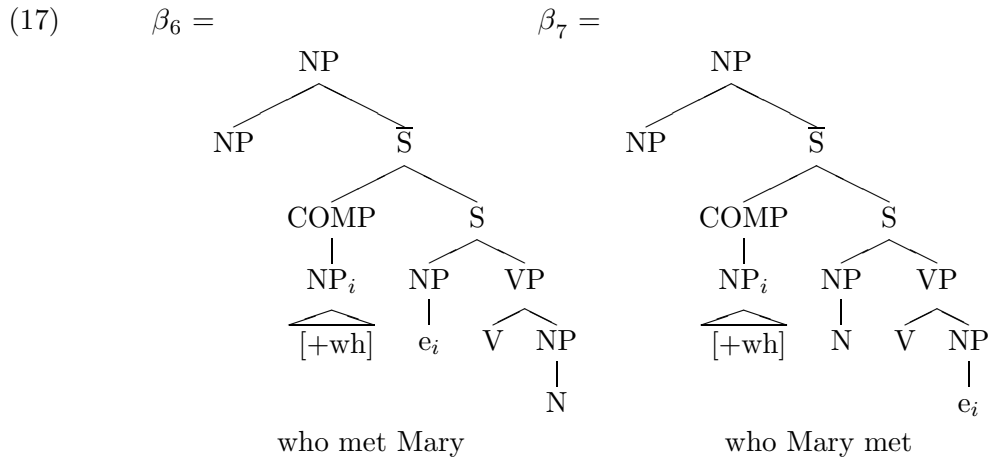 (17) β₆ = β₇ =
NP NP
NP S̅ NP S̅
COMP S COMP S
NPᵢ NP VP NPᵢ NP VP
[+wh] eᵢ V NP [+wh] N V NP
N eᵢ
who met Mary who Mary met